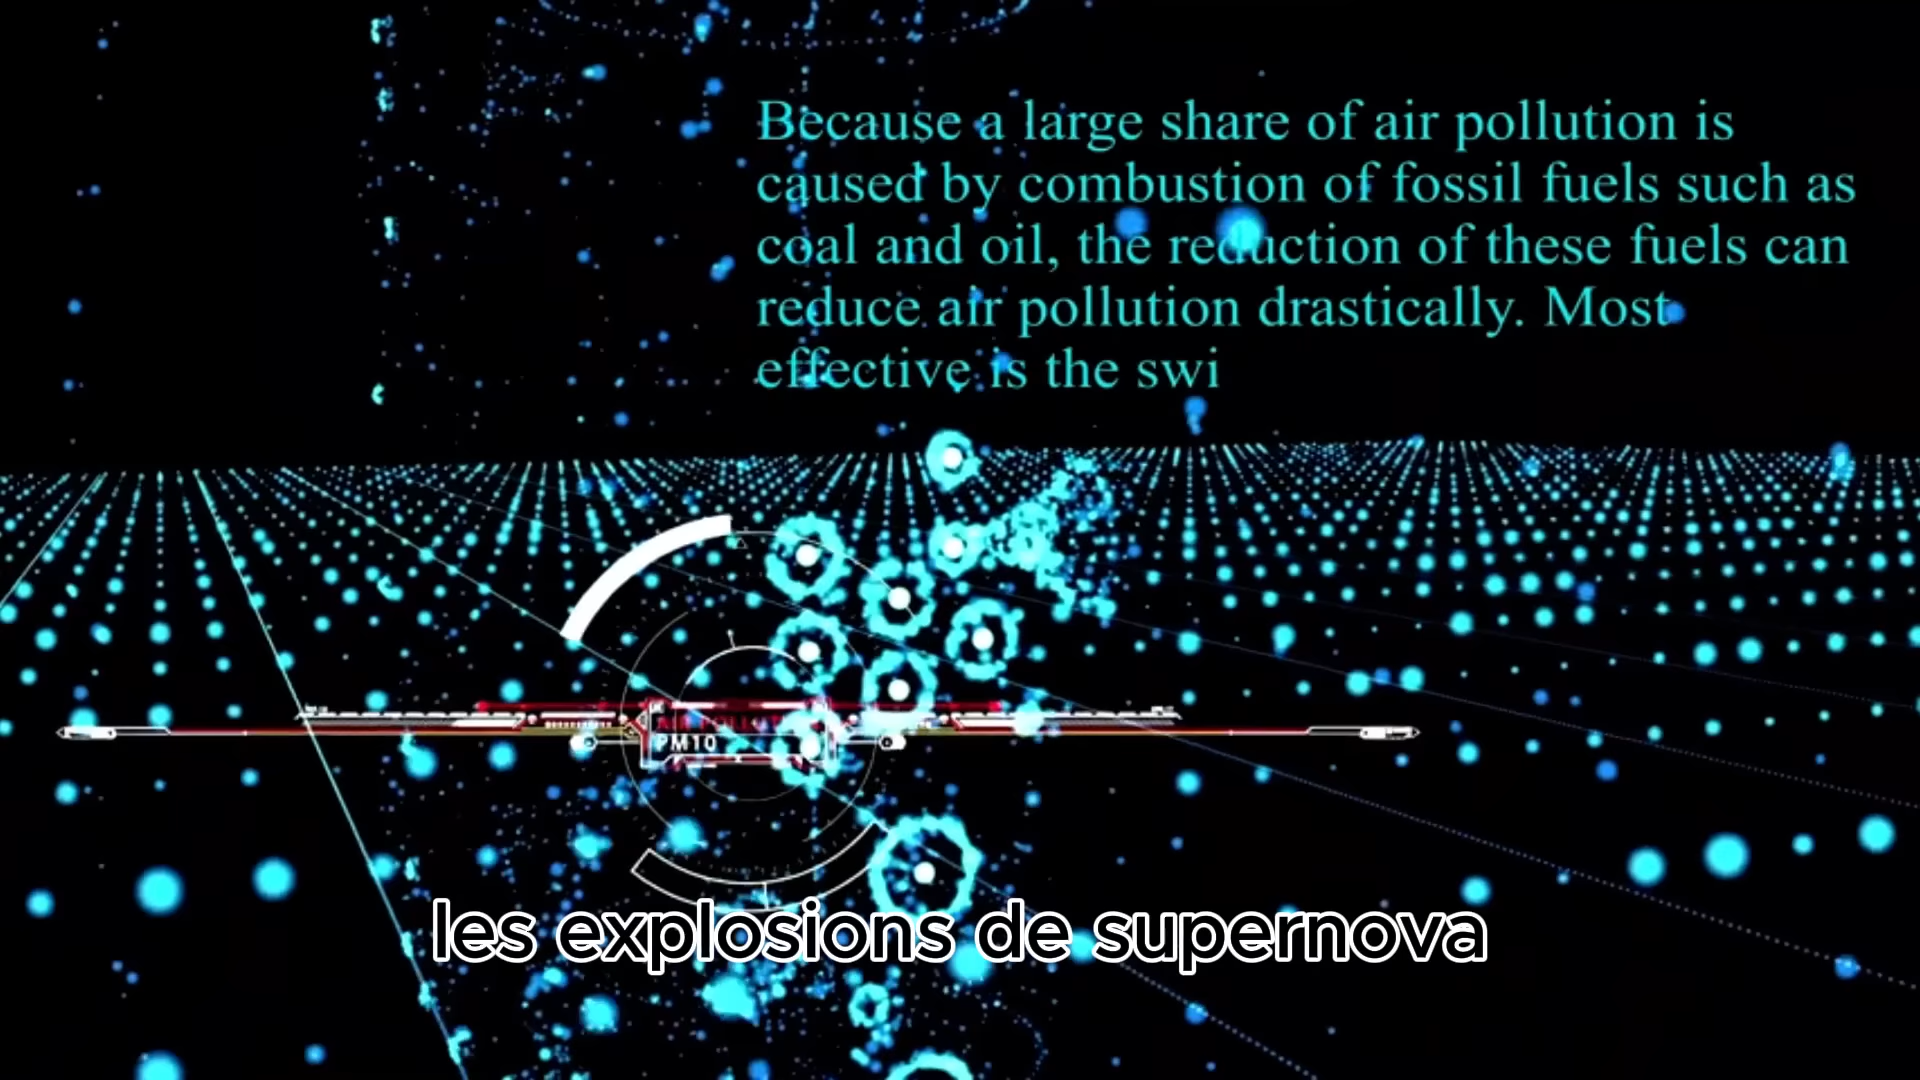 Because a large share of air pollution is
caused by combustion of fossil fuels such as
coal and oil, the reduction of these fuels can
reduce air pollution drastically. Most
effective is the swi
PM10
les explosions de supernova